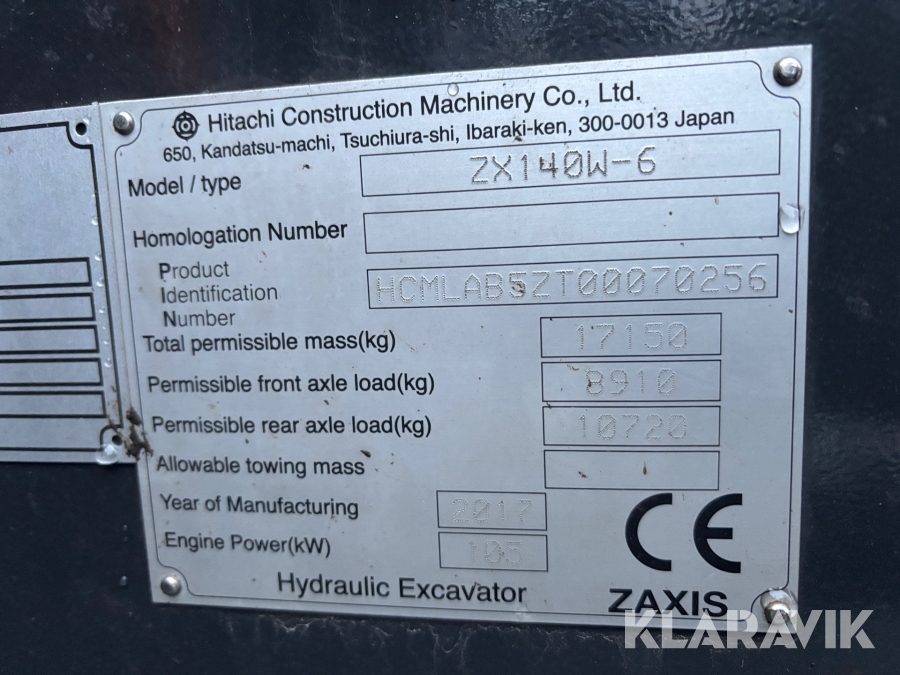 Hitachi Construction Machinery Co., Ltd.
650, Kandatsu-machi, Tsuchiura-shi, Ibaraki-ken, 300-0013 Japan
Model / type ZX140W-6
Homologation Number
Product
Identification HCMLAB5ZT00070256
Number
Total permissible mass(kg) 17150
Permissible front axle load(kg) 8910
Permissible rear axle load(kg) 10720
Allowable towing mass
Year of Manufacturing 2017
Engine Power(kW) 105
CE
Hydraulic Excavator ZAXIS
KLARAVIK